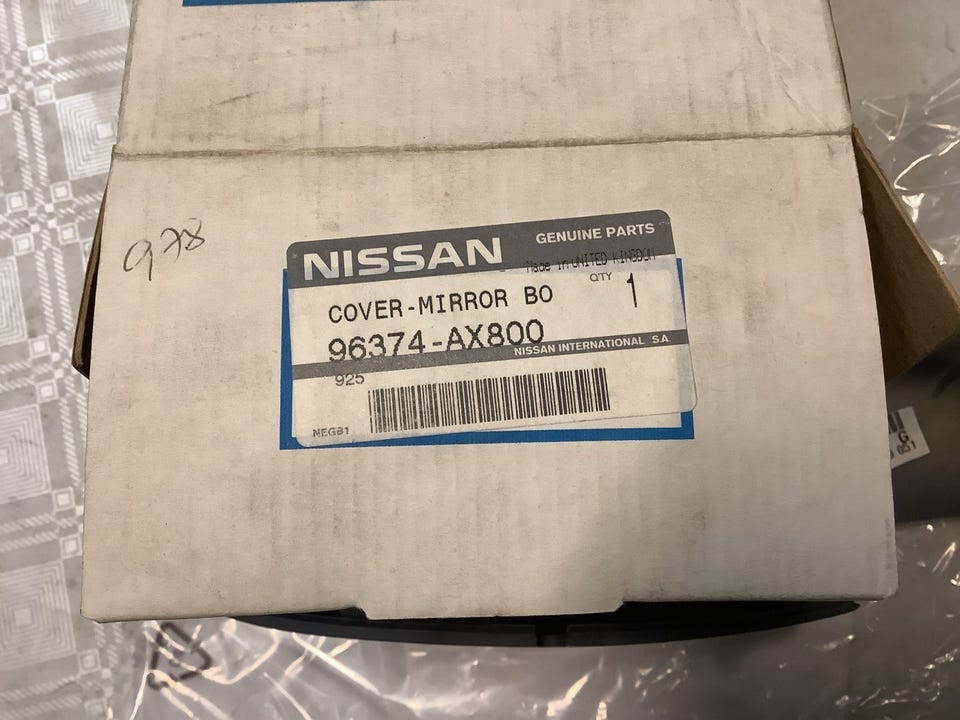 978
NISSAN GENUINE PARTS
Made in UNITED KINGDOM
COVER-MIRROR BO QTY 1
96374-AX800
NISSAN INTERNATIONAL S.A.
925
NEGB1
G
051